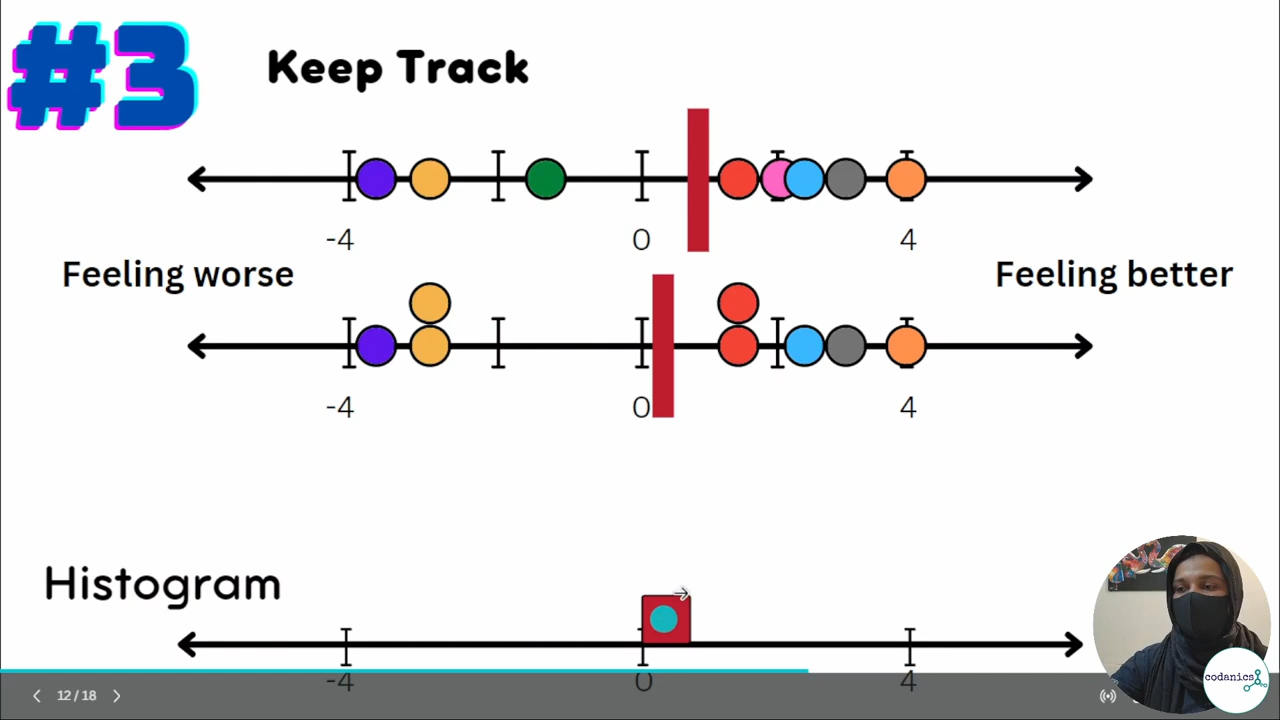 #3
Keep Track
-4 0 4
Feeling worse
Feeling better
-4 0 4
Histogram
-4 0 4
12 / 18
codanics